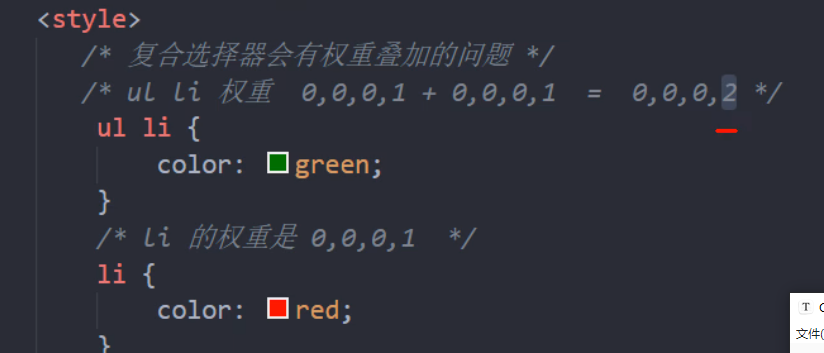 <style>
/* 复合选择器会有权重叠加的问题 */
/* ul li 权重 0,0,0,1 + 0,0,0,1 = 0,0,0,2 */
ul li {
color: green;
}
/* li 的权重是 0,0,0,1 */
li {
color: red;
}
T
文件(